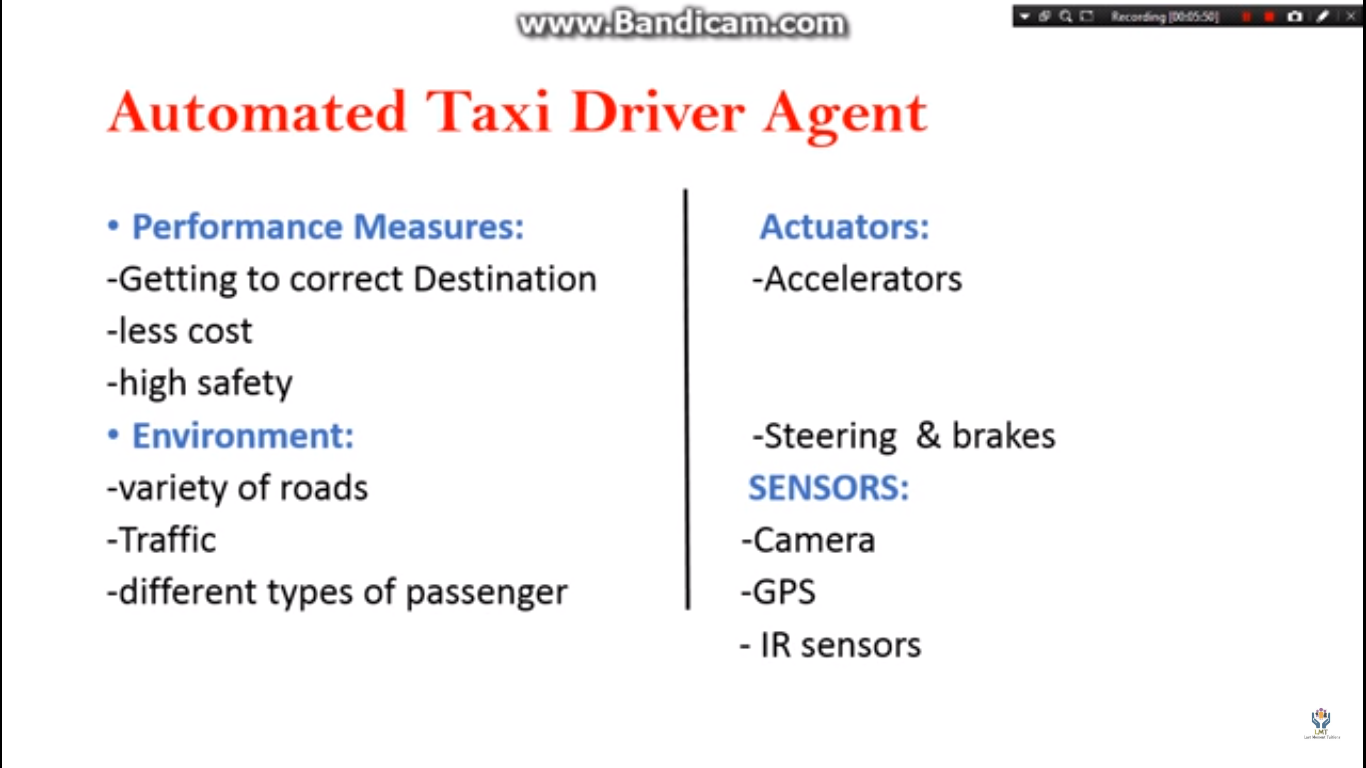 www.Bandicam.com
Recording [00:05:50]
Automated Taxi Driver Agent
• Performance Measures:
-Getting to correct Destination
-less cost
-high safety
• Environment:
-variety of roads
-Traffic
-different types of passenger
Actuators:
-Accelerators
-Steering & brakes
SENSORS:
-Camera
-GPS
- IR sensors
LMT